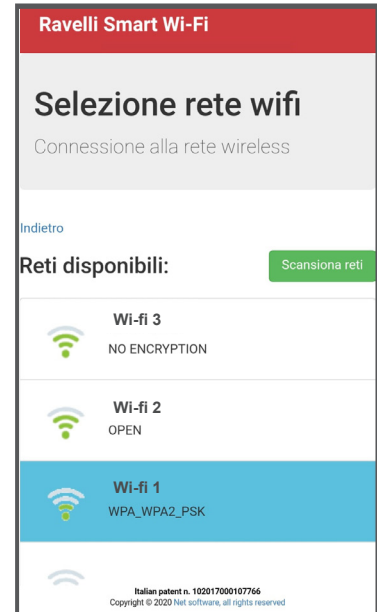 Ravelli Smart Wi-Fi
Selezione rete wifi
Connessione alla rete wireless
Indietro
Reti disponibili:
Scansiona reti
Wi-fi 3
NO ENCRYPTION
Wi-fi 2
OPEN
Wi-fi 1
WPA_WPA2_PSK
Italian patent n. 102017000107766
Copyright © 2020 Net software, all rights reserved